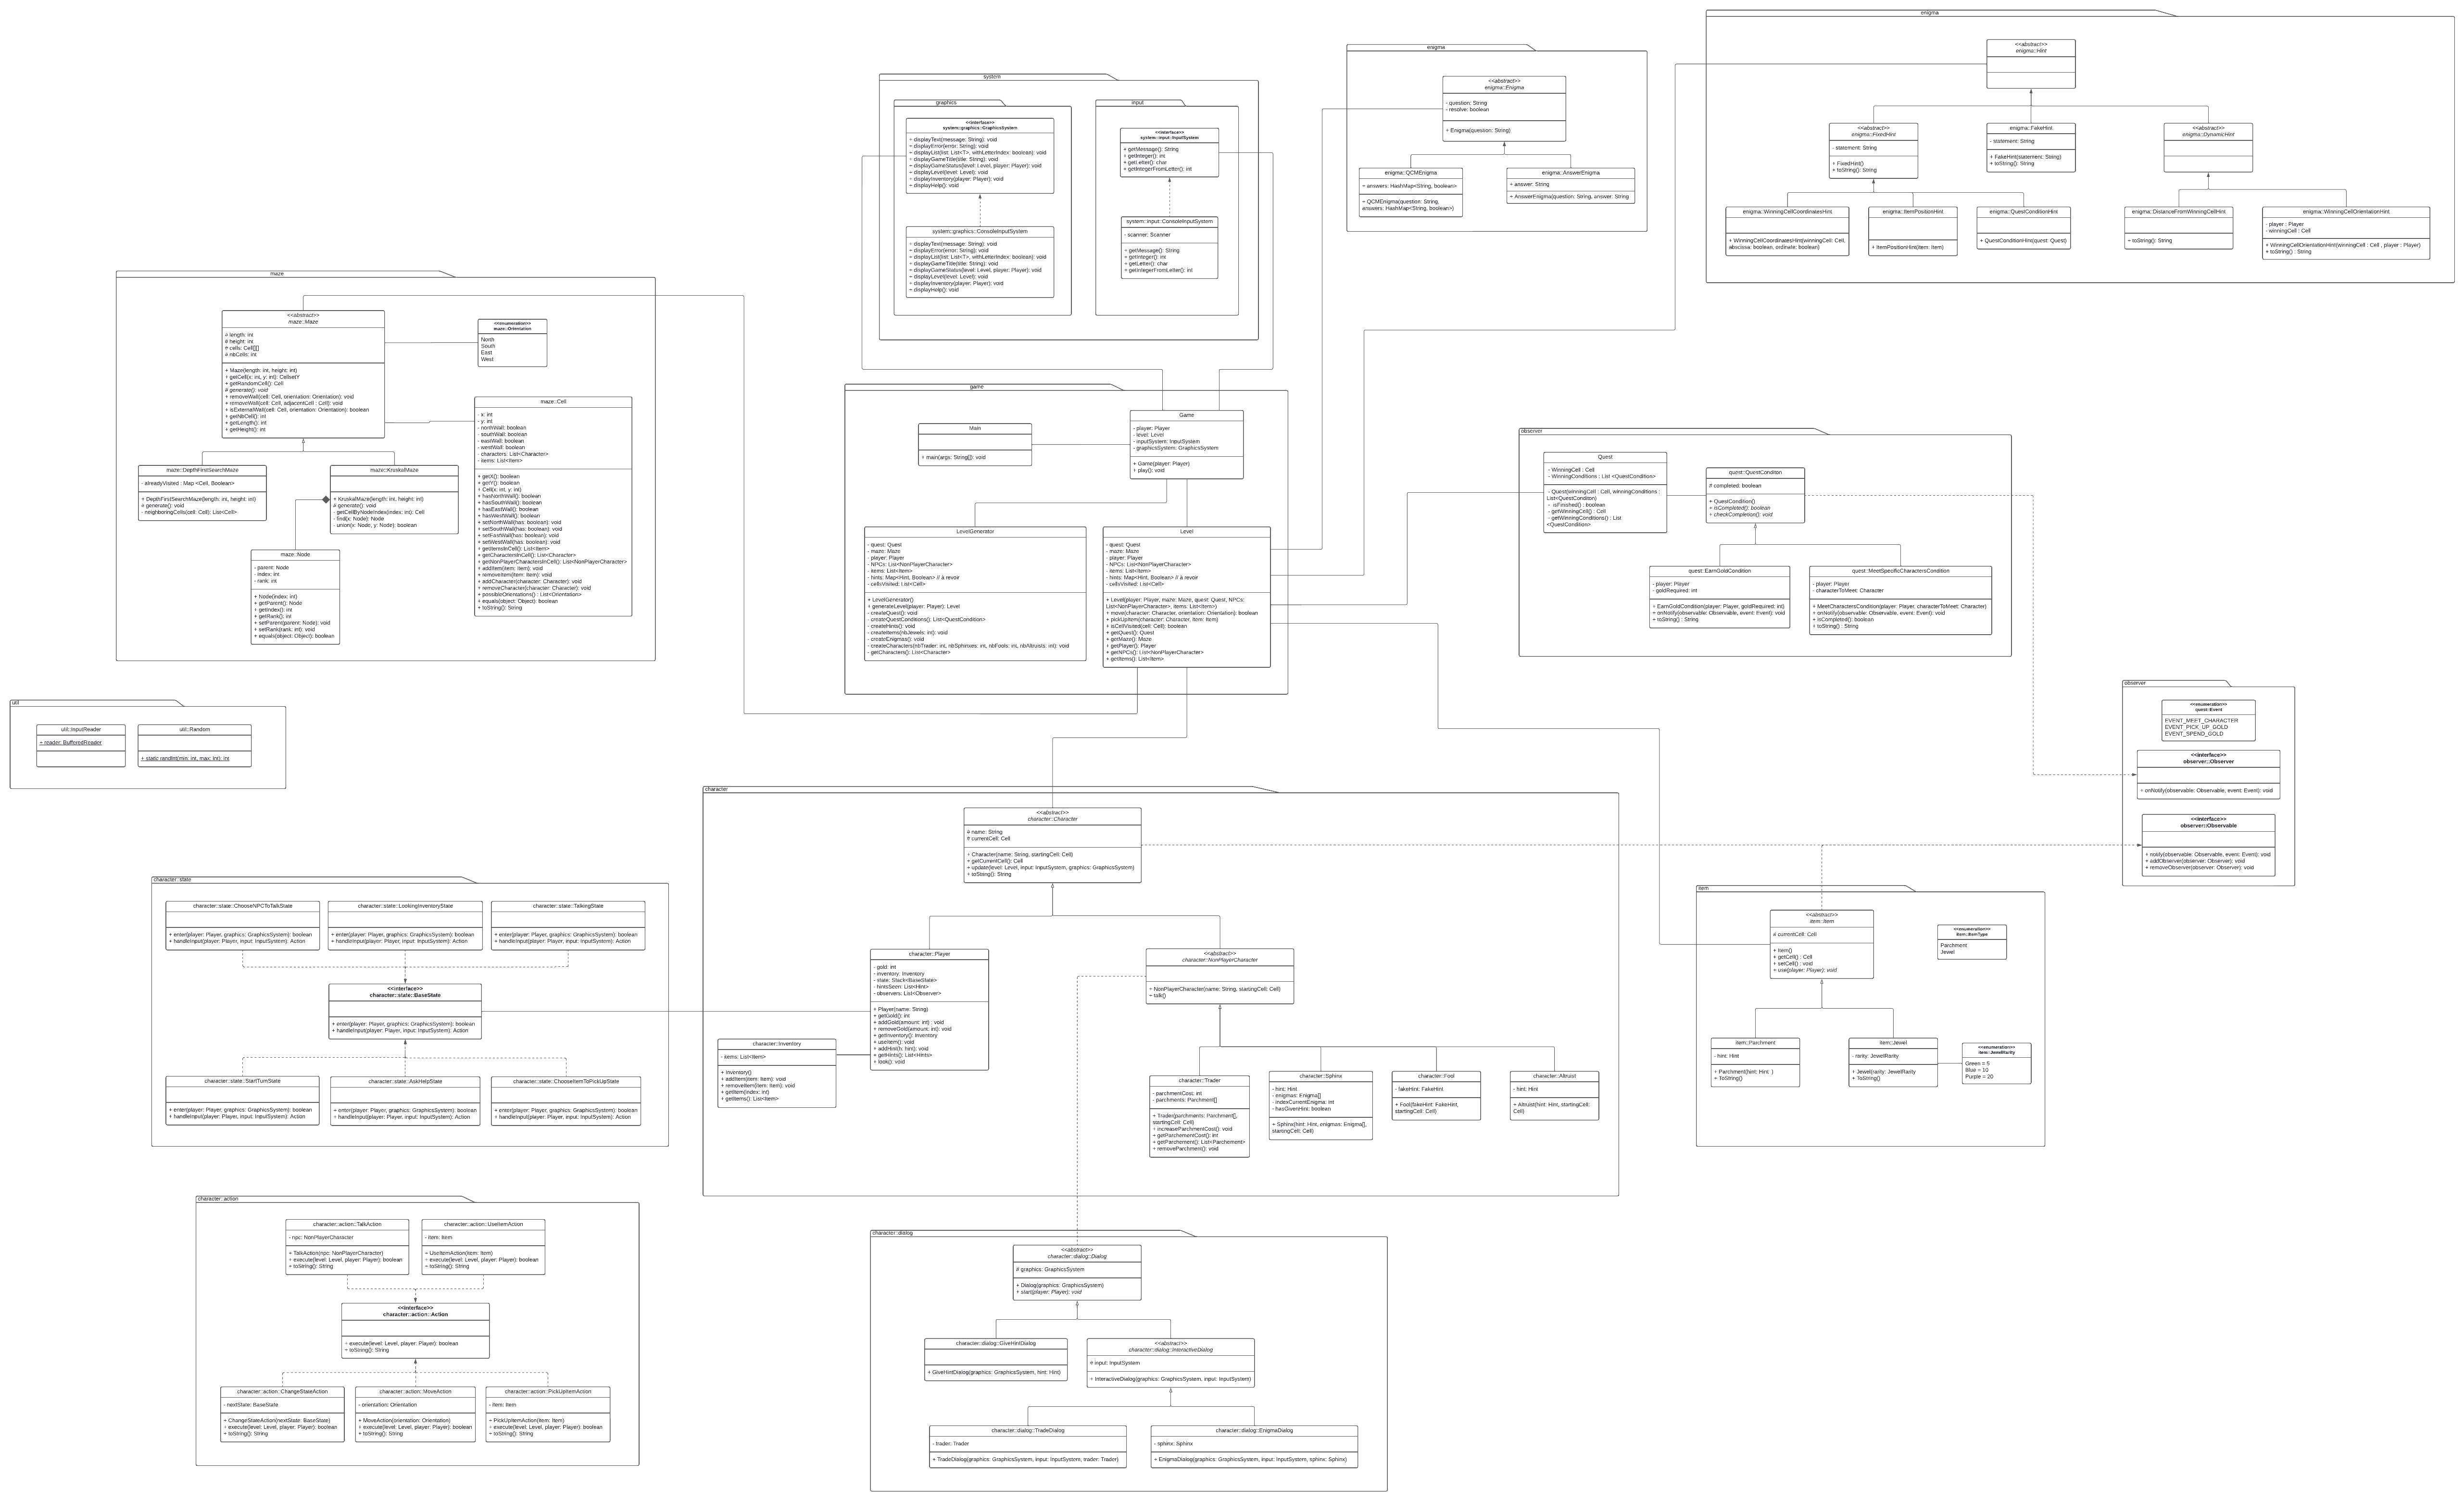 enigma
<<abstract>>
enigma::Hint
<<abstract>>
enigma::FixedHint
- statement: String
+ FixedHint()
+ toString(): String
enigma::FakeHint
- statement: String
+ FakeHint(statement: String)
+ toString(): String
<<abstract>>
enigma::DynamicHint
enigma::WinningCellCoordinatesHint
+ WinningCellCoordinatesHint(winningCell: Cell,
abscissa: boolean, ordinate: boolean)
enigma::ItemPositionHint
+ ItemPositionHint(item: Item)
enigma::QuestConditionHint
+ QuestConditionHint(quest: Quest)
enigma::DistanceFromWinningCellHint
+ toString(): String
enigma::WinningCellOrientationHint
- player : Player
- winningCell : Cell
+ WinningCellOrientationHint(winningCell : Cell , player : Player)
+ toString() : String
enigma
<<abstract>>
enigma::Enigma
- question: String
- resolve: boolean
+ Enigma(question: String)
enigma::QCMEnigma
+ answers: HashMap<String, boolean>
+ QCMEnigma(question: String,
answers: HashMap<String, boolean>)
enigma::AnswerEnigma
+ answer: String
+ AnswerEnigma(question: String, answer: String
system
graphics
<<interface>>
system::graphics::GraphicsSystem
+ displayText(message: String): void
+ displayError(error: String): void
+ displayList(list: List<T>, withLetterIndex: boolean): void
+ displayGameTitle(title: String): void
+ displayGameStatus(level: Level, player: Player): void
+ displayLevel(level: Level): void
+ displayInventory(player: Player): void
+ displayHelp(): void
system::graphics::ConsoleInputSystem
+ displayText(message: String): void
+ displayError(error: String): void
+ displayList(list: List<T>, withLetterIndex: boolean): void
+ displayGameTitle(title: String): void
+ displayGameStatus(level: Level, player: Player): void
+ displayLevel(level: Level): void
+ displayInventory(player: Player): void
+ displayHelp(): void
input
<<interface>>
system::input::InputSystem
+ getMessage(): String
+ getInteger(): int
+ getLetter(): char
+ getIntegerFromLetter(): int
system::input::ConsoleInputSystem
- scanner: Scanner
+ getMessage(): String
+ getInteger(): int
+ getLetter(): char
+ getIntegerFromLetter(): int
maze
<<abstract>>
maze::Maze
# length: int
# height: int
# cells: Cell[][]
# nbCells: int
+ Maze(length: int, height: int)
+ getCell(x: int, y: int): CellsetY
+ getRandomCell(): Cell
# generate(): void
+ removeWall(cell: Cell, orientation: Orientation): void
+ removeWall(cell: Cell, adjacentCell : Cell): void
+ isExternalWall(cell: Cell, orientation: Orientation): boolean
+ getNbCell(): int
+ getLength(): int
+ getHeight(): int
<<enumeration>>
maze::Orientation
North
South
East
West
maze::Cell
- x: int
- y: int
- northWall: boolean
- southWall: boolean
- eastWall: boolean
- westWall: boolean
- characters: List<Character>
- items: List<Item>
+ getX(): boolean
+ getY(): boolean
+ Cell(x: int, y: int)
+ hasNorthWall(): boolean
+ hasSouthWall(): boolean
+ hasEastWall(): boolean
+ hasWestWall(): boolean
+ setNorthWall(has: boolean): void
+ setSouthWall(has: boolean): void
+ setEastWall(has: boolean): void
+ setWestWall(has: boolean): void
+ getItemsInCell(): List<Item>
+ getCharactersInCell(): List<Character>
+ getNonPlayerCharactersInCell(): List<NonPlayerCharacter>
+ addItem(item: Item): void
+ removeItem(item: Item): void
+ addCharacter(character: Character): void
+ removeCharacter(character: Character): void
+ possibleOrientations() : List<Orientation>
+ equals(object: Object): boolean
+ toString(): String
maze::DepthFirstSearchMaze
- alreadyVisited : Map <Cell, Boolean>
+ DepthFirstSearchMaze(length: int, height: int)
# generate(): void
- neighboringCells(cell: Cell): List<Cell>
maze::KruskalMaze
+ KruskalMaze(length: int, height: int)
# generate(): void
- getCellByNodeIndex(index: int): Cell
- find(x: Node): Node
- union(x: Node, y: Node): boolean
maze::Node
- parent: Node
- index: int
- rank: int
+ Node(index: int)
+ getParent(): Node
+ getIndex(): int
+ getRank(): int
+ setParent(parent: Node): void
+ setRank(rank: int): void
+ equals(object: Object): boolean
game
Main
+ main(args: String[]): void
Game
- player: Player
- level: Level
- inputSystem: InputSystem
- graphicsSystem: GraphicsSystem
+ Game(player: Player)
+ play(): void
LevelGenerator
- quest: Quest
- maze: Maze
- player: Player
- NPCs: List<NonPlayerCharacter>
- items: List<Item>
- hints: Map<Hint, Boolean> // à revoir
- cellsVisited: List<Cell>
+ LevelGenerator()
+ generateLevel(player: Player): Level
- createQuest(): void
- createQuestConditions(): List<QuestCondition>
- createHints(): void
- createItems(nbJewels: int): void
- createEnigmas(): void
- createCharacters(nbTrader: int, nbSphinxes: int, nbFools: int, nbAltruists: int): void
- getCharacters(): List<Character>
Level
- quest: Quest
- maze: Maze
- player: Player
- NPCs: List<NonPlayerCharacter>
- items: List<Item>
- hints: Map<Hint, Boolean> // à revoir
- cellsVisited: List<Cell>
+ Level(player: Player, maze: Maze, quest: Quest, NPCs:
List<NonPlayerCharacter>, items: List<Item>)
+ move(character: Character, orientation: Orientation): boolean
+ pickUpItem(character: Character, item: Item)
+ isCellVisited(cell: Cell): boolean
+ getQuest(): Quest
+ getMaze(): Maze
+ getPlayer(): Player
+ getNPCs(): List<NonPlayerCharacter>
+ getItems(): List<Item>
observer
Quest
- WinningCell : Cell
- WinningConditions : List <QuestCondition>
- Quest(winningCell : Cell, winningConditions :
List<QuestConditon)
- isFinished() : boolean
- getWinningCell() : Cell
- getWinningConditions() : List
<QuestCondition>
quest::QuestConditon
# completed: boolean
+ QuestCondition()
+ isCompleted(): boolean
+ checkCompletion(): void
quest::EarnGoldCondition
- player: Player
- goldRequired: int
+ EarnGoldCondition(player: Player, goldRequired: int)
+ onNotify(observable: Observable, event: Event): void
+ toString() : String
quest::MeetSpecificCharactersCondition
- player: Player
- characterToMeet: Character
+ MeetCharactersCondition(player: Player, characterToMeet: Character)
+ onNotify(observable: Observable, event: Event): void
+ isCompleted(): boolean
+ toString() : String
observer
<<enumeration>>
quest::Event
EVENT_MEET_CHARACTER
EVENT_PICK_UP_GOLD
EVENT_SPEND_GOLD
<<interface>>
observer::Observer
+ onNotify(observable: Observable, event: Event): void
<<interface>>
observer::Observable
+ notify(observable: Observable, event: Event): void
+ addObserver(observer: Observer): void
+ removeObserver(observer: Observer): void
util
util::InputReader
+ reader: BufferedReader
util::Random
+ static randInt(min: int, max: int): int
character
<<abstract>>
character::Character
# name: String
# currentCell: Cell
+ Character(name: String, startingCell: Cell)
+ getCurrentCell(): Cell
+ update(level: Level, input: InputSystem, graphics: GraphicsSystem)
+ toString(): String
character::Player
- gold: int
- inventory: Inventory
- state: Stack<BaseState>
- hintsSeen: List<Hint>
- observers: List<Observer>
+ Player(name: String)
+ getGold(): int
+ addGold(amount: int) : void
+ removeGold(amount: int): void
+ getInventory(): Inventory
+ useItem(): void
+ addHint(h: hint): void
+ getHints(): List<Hints>
+ look(): void
character::Inventory
- items: List<Item>
+ Inventory()
+ addItem(item: Item): void
+ removeItem(item: Item): void
+ getItem(index: int)
+ getItems(): List<Item>
<<abstract>>
character::NonPlayerCharacter
+ NonPlayerCharacter(name: String, startingCell: Cell)
+ talk()
character::Trader
- parchmentCost: int
- parchments: Parchment[]
+ Trader(parchments: Parchment[],
startingCell: Cell)
+ increaseParchmentCost(): void
+ getParchementCost(): int
+ getParchement(): List<Parchement>
+ removeParchment(): void
character::Sphinx
- hint: Hint
- enigmas: Enigma[]
- indexCurrentEnigma: int
- hasGivenHint: boolean
+ Sphinx(hint: Hint, enigmas: Enigma[],
startingCell: Cell)
character::Fool
- fakeHint: FakeHint
+ Fool(fakeHint: FakeHint,
startingCell: Cell)
character::Altruist
- hint: Hint
+ Altruist(hint: Hint, startingCell:
Cell)
item
<<abstract>>
item::Item
# currentCell: Cell
+ Item()
+ getCell() : Cell
+ setCell() : void
+ use(player: Player): void
<<enumeration>>
item::ItemType
Parchment
Jewel
item::Parchment
- hint: Hint
+ Parchment(hint: Hint )
+ ToString()
item::Jewel
- rarity: JewelRarity
+ Jewel(rarity: JewelRarity
+ ToString()
<<enumeration>>
item::JewelRarity
Green = 5
Blue = 10
Purple = 20
character::state
character::state::ChooseNPCToTalkState
+ enter(player: Player, graphics: GraphicsSystem): boolean
+ handleInput(player: Player, input: InputSystem): Action
character::state::LookingInventoryState
+ enter(player: Player, graphics: GraphicsSystem): boolean
+ handleInput(player: Player, input: InputSystem): Action
character::state::TalkingState
+ enter(player: Player, graphics: GraphicsSystem): boolean
+ handleInput(player: Player, input: InputSystem): Action
<<interface>>
character::state::BaseState
+ enter(player: Player, graphics: GraphicsSystem): boolean
+ handleInput(player: Player, input: InputSystem): Action
character::state::StartTurnState
+ enter(player: Player, graphics: GraphicsSystem): boolean
+ handleInput(player: Player, input: InputSystem): Action
character::state::AskHelpState
+ enter(player: Player, graphics: GraphicsSystem): boolean
+ handleInput(player: Player, input: InputSystem): Action
character::state::ChooseItemToPickUpState
+ enter(player: Player, graphics: GraphicsSystem): boolean
+ handleInput(player: Player, input: InputSystem): Action
character::action
character::action::TalkAction
- npc: NonPlayerCharacter
+ TalkAction(npc: NonPlayerCharacter)
+ execute(level: Level, player: Player): boolean
+ toString(): String
character::action::UseItemAction
- item: Item
+ UseItemAction(item: Item)
+ execute(level: Level, player: Player): boolean
+ toString(): String
<<interface>>
character::action::Action
+ execute(level: Level, player: Player): boolean
+ toString(): String
character::action::ChangeStateAction
- nextState: BaseState
+ ChangeStateAction(nextState: BaseState)
+ execute(level: Level, player: Player): boolean
+ toString(): String
character::action::MoveAction
- orientation: Orientation
+ MoveAction(orientation: Orientation)
+ execute(level: Level, player: Player): boolean
+ toString(): String
character::action::PickUpItemAction
- item: Item
+ PickUpItemAction(item: Item)
+ execute(level: Level, player: Player): boolean
+ toString(): String
character::dialog
<<abstract>>
character::dialog::Dialog
# graphics: GraphicsSystem
+ Dialog(graphics: GraphicsSystem)
+ start(player: Player): void
character::dialog::GiveHintDialog
+ GiveHintDialog(graphics: GraphicsSystem, hint: Hint)
<<abstract>>
character::dialog::InteractiveDialog
# input: InputSystem
+ InteractiveDialog(graphics: GraphicsSystem, input: InputSystem)
character::dialog::TradeDialog
- trader: Trader
+ TradeDialog(graphics: GraphicsSystem, input: InputSystem, trader: Trader)
character::dialog::EnigmaDialog
- sphinx: Sphinx
+ EnigmaDialog(graphics: GraphicsSystem, input: InputSystem, sphinx: Sphinx)